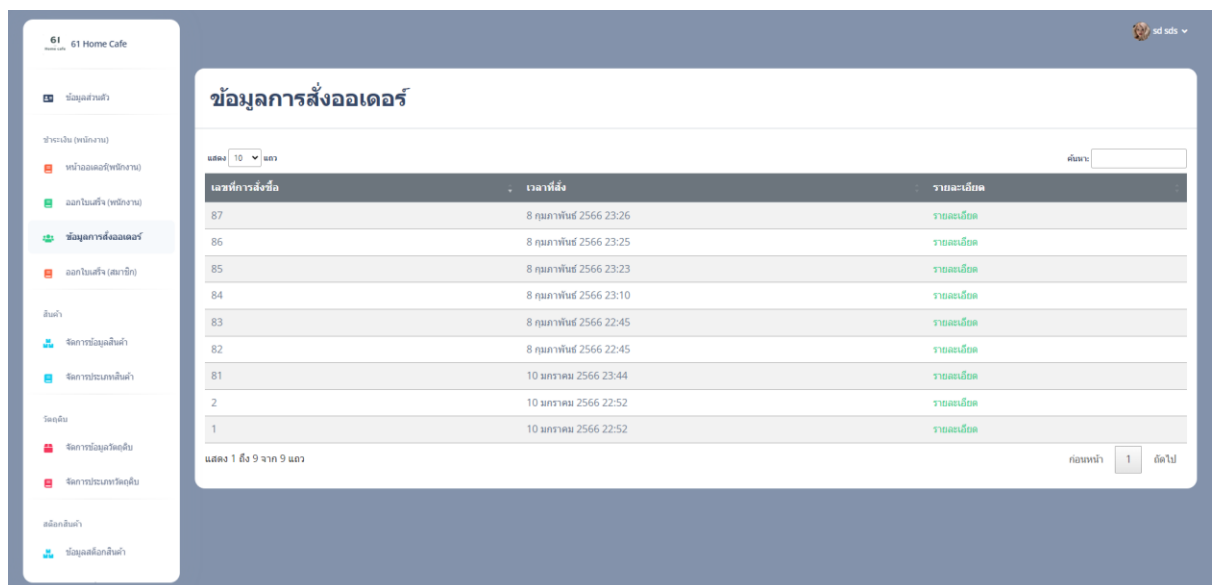 61
Home cafe
61 Home Cafe
sd sds
ข้อมูลส่วนตัว
ชำระเงิน (พนักงาน)
หน้าออเดอร์(พนักงาน)
ออกใบเสร็จ (พนักงาน)
ข้อมูลการสั่งออเดอร์
ออกใบเสร็จ (สมาชิก)
สินค้า
จัดการข้อมูลสินค้า
จัดการประเภทสินค้า
วัตถุดิบ
จัดการข้อมูลวัตถุดิบ
จัดการประเภทวัตถุดิบ
สต็อกสินค้า
ข้อมูลสต็อกสินค้า
ข้อมูลการสั่งออเดอร์
แสดง 10 แถว
ค้นหา:
เลขที่การสั่งซื้อ เวลาที่สั่ง รายละเอียด
87 8 กุมภาพันธ์ 2566 23:26 รายละเอียด
86 8 กุมภาพันธ์ 2566 23:25 รายละเอียด
85 8 กุมภาพันธ์ 2566 23:23 รายละเอียด
84 8 กุมภาพันธ์ 2566 23:10 รายละเอียด
83 8 กุมภาพันธ์ 2566 22:45 รายละเอียด
82 8 กุมภาพันธ์ 2566 22:45 รายละเอียด
81 10 มกราคม 2566 23:44 รายละเอียด
2 10 มกราคม 2566 22:52 รายละเอียด
1 10 มกราคม 2566 22:52 รายละเอียด
แสดง 1 ถึง 9 จาก 9 แถว
ก่อนหน้า 1 ถัดไป